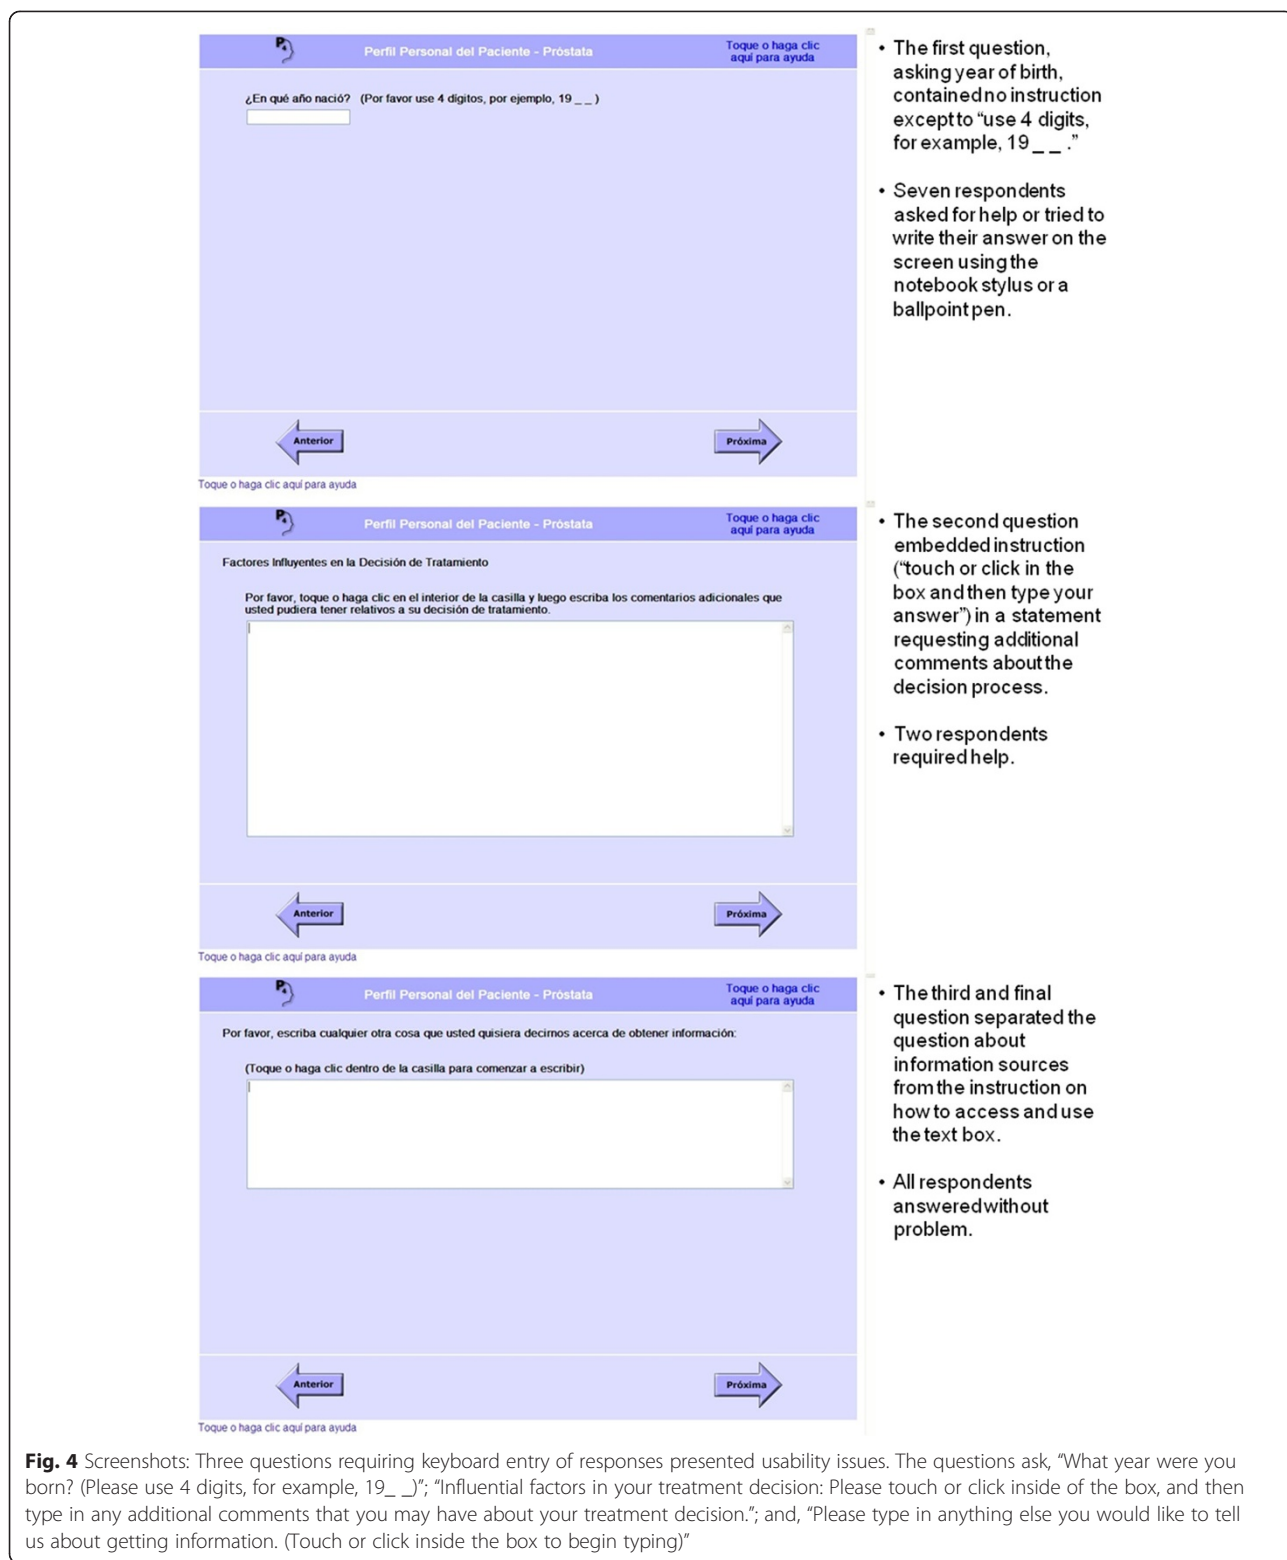 P4
Perfil Personal del Paciente - Próstata
Toque o haga clic
aquí para ayuda
¿En qué año nació? (Por favor use 4 dígitos, por ejemplo, 19 _ _ )
Anterior
Próxima
Toque o haga clic aquí para ayuda
• The first question,
asking year of birth,
contained no instruction
except to “use 4 digits,
for example, 19 _ _ .”
• Seven respondents
asked for help or tried to
write their answer on the
screen using the
notebook stylus or a
ballpoint pen.
P4
Perfil Personal del Paciente - Próstata
Toque o haga clic
aquí para ayuda
Factores Influyentes en la Decisión de Tratamiento
Por favor, toque o haga clic en el interior de la casilla y luego escriba los comentarios adicionales que
usted pudiera tener relativos a su decisión de tratamiento.
Anterior
Próxima
Toque o haga clic aquí para ayuda
• The second question
embedded instruction
(“touch or click in the
box and then type your
answer”) in a statement
requesting additional
comments about the
decision process.
• Two respondents
required help.
P4
Perfil Personal del Paciente - Próstata
Toque o haga clic
aquí para ayuda
Por favor, escriba cualquier otra cosa que usted quisiera decirnos acerca de obtener información:
(Toque o haga clic dentro de la casilla para comenzar a escribir)
Anterior
Próxima
Toque o haga clic aquí para ayuda
• The third and final
question separated the
question about
information sources
from the instruction on
how to access and use
the text box.
• All respondents
answered without
problem.
Fig. 4 Screenshots: Three questions requiring keyboard entry of responses presented usability issues. The questions ask, “What year were you
born? (Please use 4 digits, for example, 19_ _)”; “Influential factors in your treatment decision: Please touch or click inside of the box, and then
type in any additional comments that you may have about your treatment decision.”; and, “Please type in anything else you would like to tell
us about getting information. (Touch or click inside the box to begin typing)”